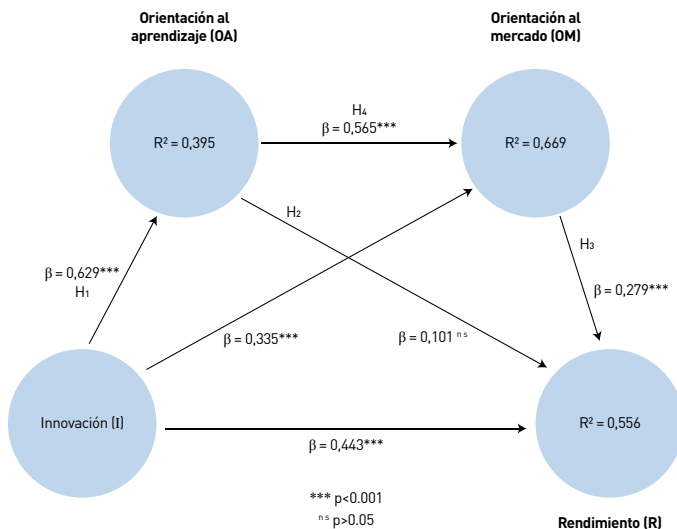 Orientación al
aprendizaje (OA)
Orientación al
mercado (OM)
H₄
β = 0,565***
R² = 0,395
R² = 0,669
H₂
H₃
β = 0,629***
H₁
β = 0,279***
β = 0,335***
β = 0,101 ⁿˢ
Innovación (I)
R² = 0,556
β = 0,443***
*** p<0.001
ⁿˢ p>0.05
Rendimiento (R)